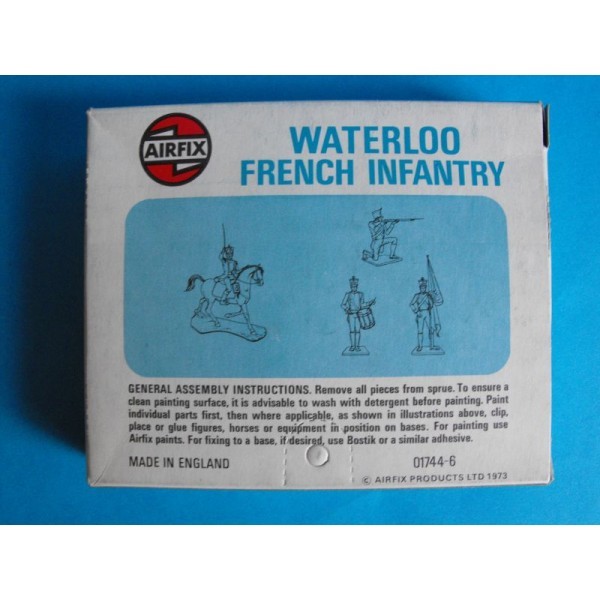 AIRFIX
WATERLOO
FRENCH INFANTRY
GENERAL ASSEMBLY INSTRUCTIONS. Remove all pieces from sprue. To ensure a
clean painting surface, it is advisable to wash with detergent before painting. Paint
individual parts first, then where applicable, as shown in illustrations above, clip,
place or glue figures, horses or equipment in position on bases. For painting use
Airfix paints. For fixing to a base, if desired, use Bostik or a similar adhesive.
MADE IN ENGLAND
01744-6
© AIRFIX PRODUCTS LTD 1973